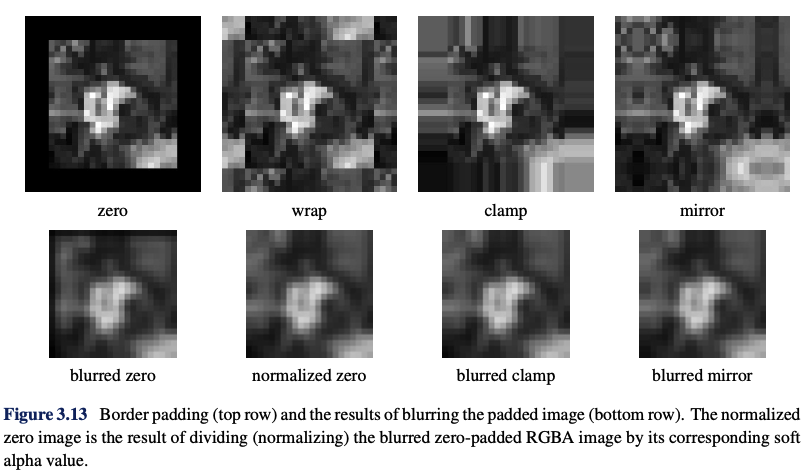 zero wrap clamp mirror
blurred zero normalized zero blurred clamp blurred mirror
Figure 3.13 Border padding (top row) and the results of blurring the padded image (bottom row). The normalized
zero image is the result of dividing (normalizing) the blurred zero-padded RGBA image by its corresponding soft
alpha value.